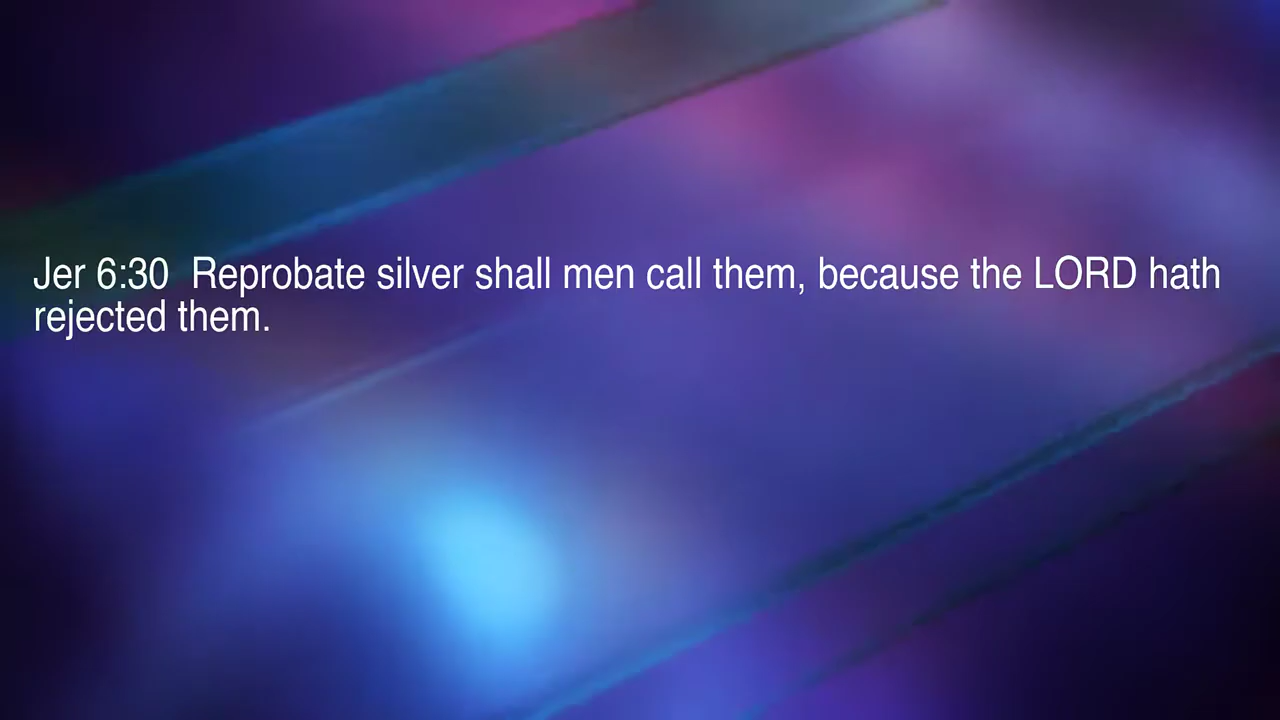 Jer 6:30  Reprobate silver shall men call them, because the LORD hath
rejected them.